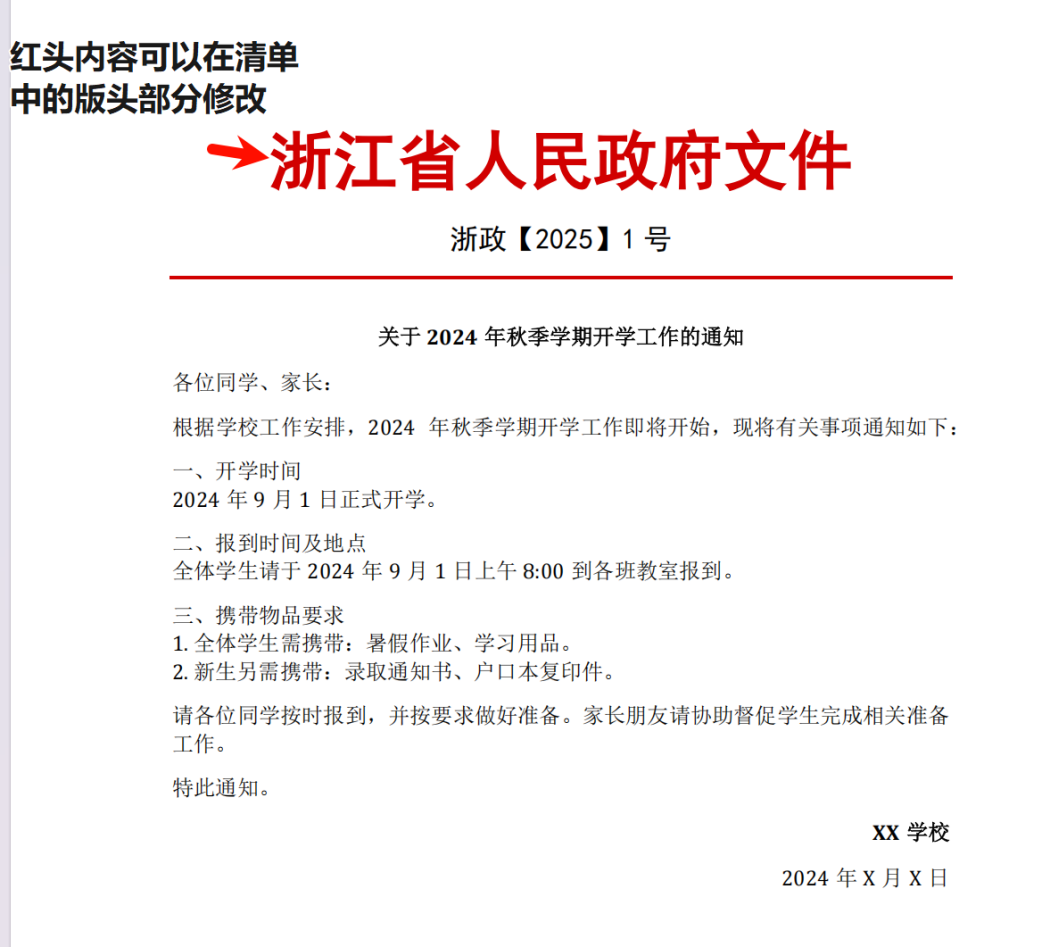 红头内容可以在清单
中的版头部分修改
浙江省人民政府文件
浙政【2025】1 号
关于 2024 年秋季学期开学工作的通知
各位同学、家长：
根据学校工作安排，2024 年秋季学期开学工作即将开始，现将有关事项通知如下：
一、开学时间
2024 年 9 月 1 日正式开学。
二、报到时间及地点
全体学生请于 2024 年 9 月 1 日上午 8:00 到各班教室报到。
三、携带物品要求
1. 全体学生需携带：暑假作业、学习用品。
2. 新生另需携带：录取通知书、户口本复印件。
请各位同学按时报到，并按要求做好准备。家长朋友请协助督促学生完成相关准备
工作。
特此通知。
XX 学校
2024 年 X 月 X 日